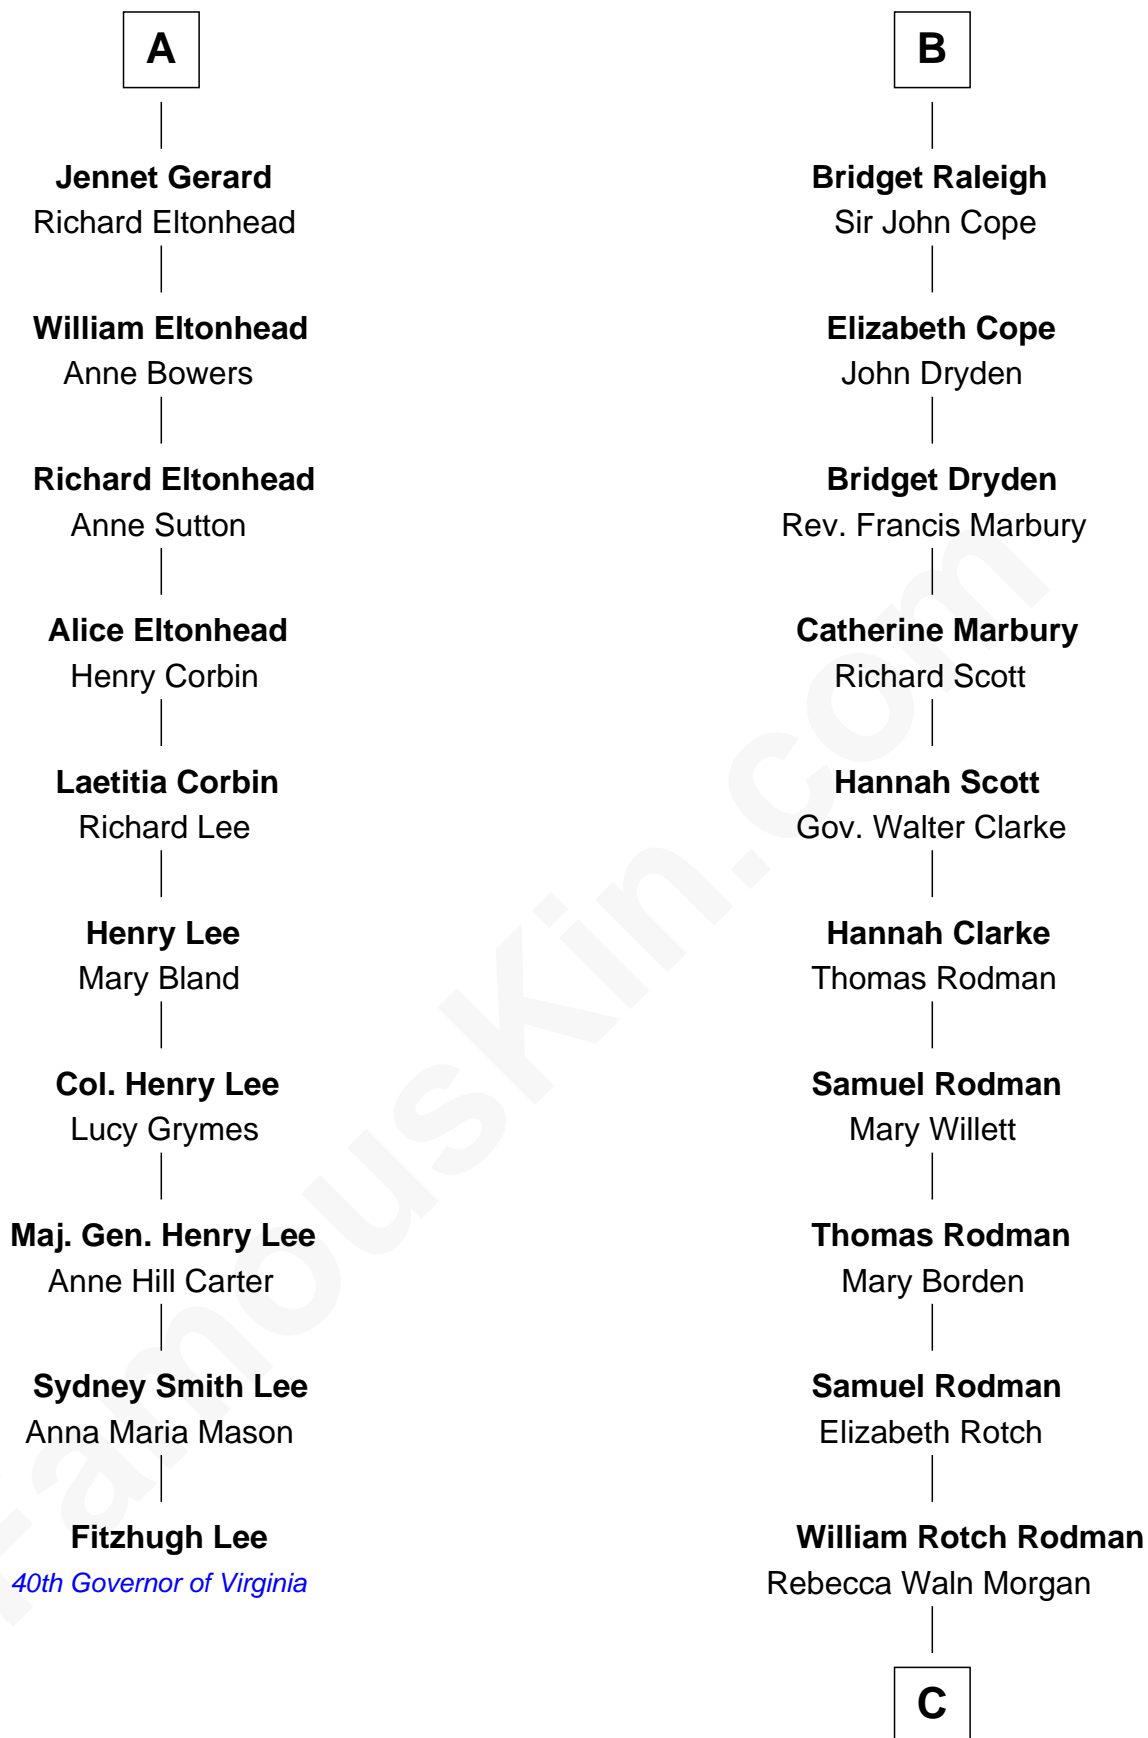 A
Jennet Gerard
Richard Eltonhead
William Eltonhead
Anne Bowers
Richard Eltonhead
Anne Sutton
Alice Eltonhead
Henry Corbin
Laetitia Corbin
Richard Lee
Henry Lee
Mary Bland
Col. Henry Lee
Lucy Grymes
Maj. Gen. Henry Lee
Anne Hill Carter
Sydney Smith Lee
Anna Maria Mason
Fitzhugh Lee
40th Governor of Virginia
B
Bridget Raleigh
Sir John Cope
Elizabeth Cope
John Dryden
Bridget Dryden
Rev. Francis Marbury
Catherine Marbury
Richard Scott
Hannah Scott
Gov. Walter Clarke
Hannah Clarke
Thomas Rodman
Samuel Rodman
Mary Willett
Thomas Rodman
Mary Borden
Samuel Rodman
Elizabeth Rotch
William Rotch Rodman
Rebecca Waln Morgan
C
FamousKin.com